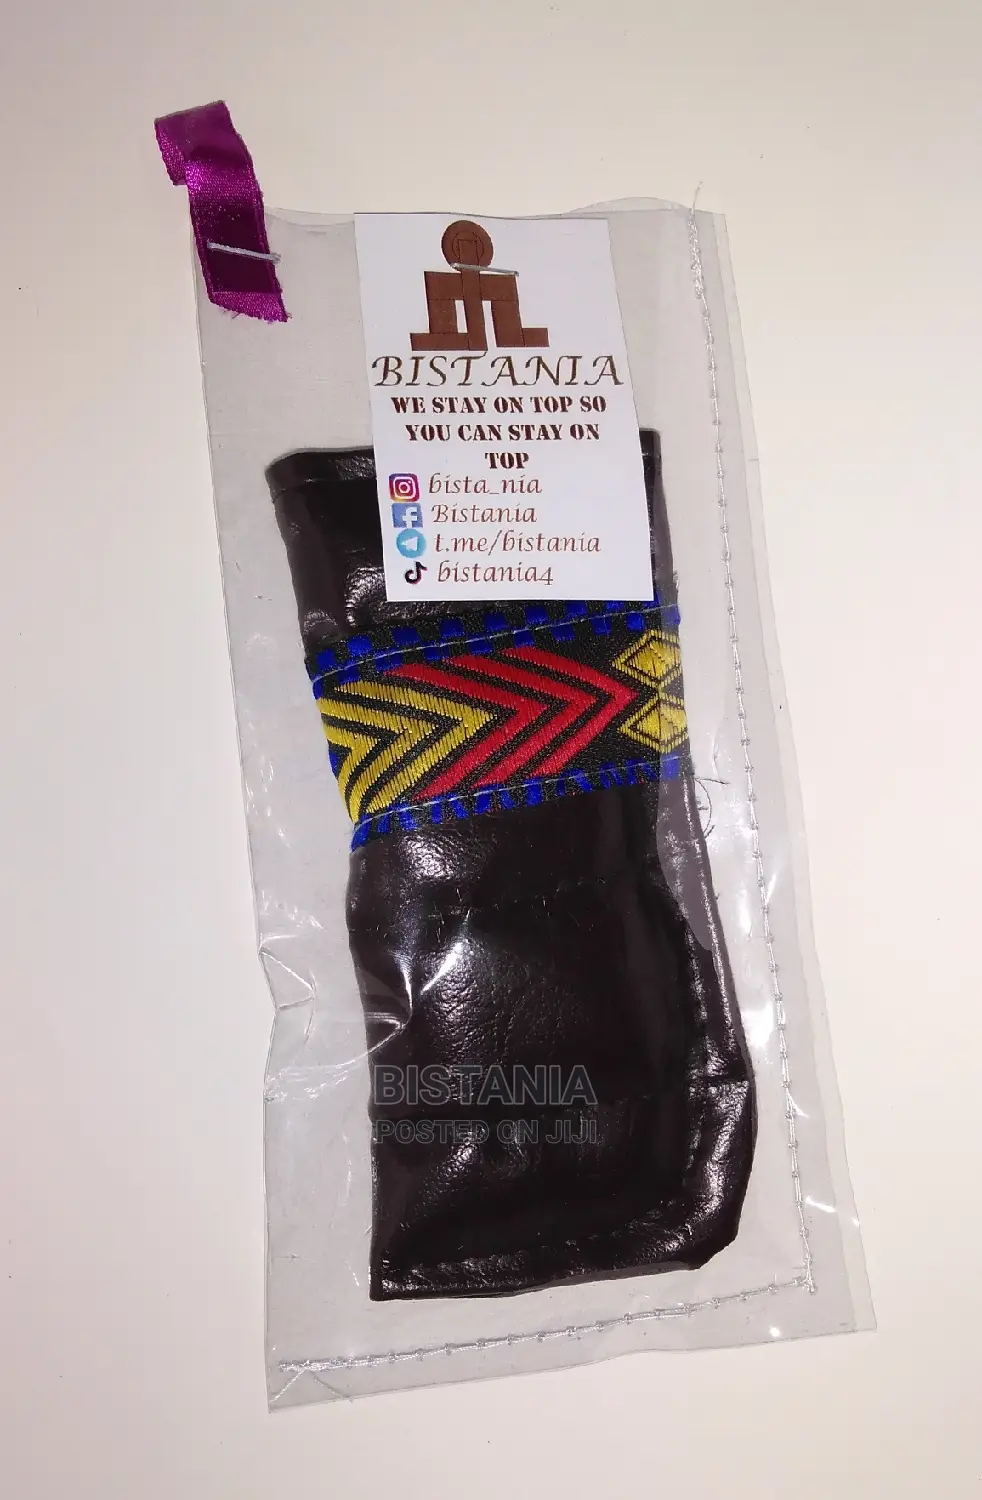 BISTANIA
WE STAY ON TOP SO
YOU CAN STAY ON
TOP
bista_nia
Bistania
t.me/bistania
bistania4
BISTANIA
POSTED ON JIJI